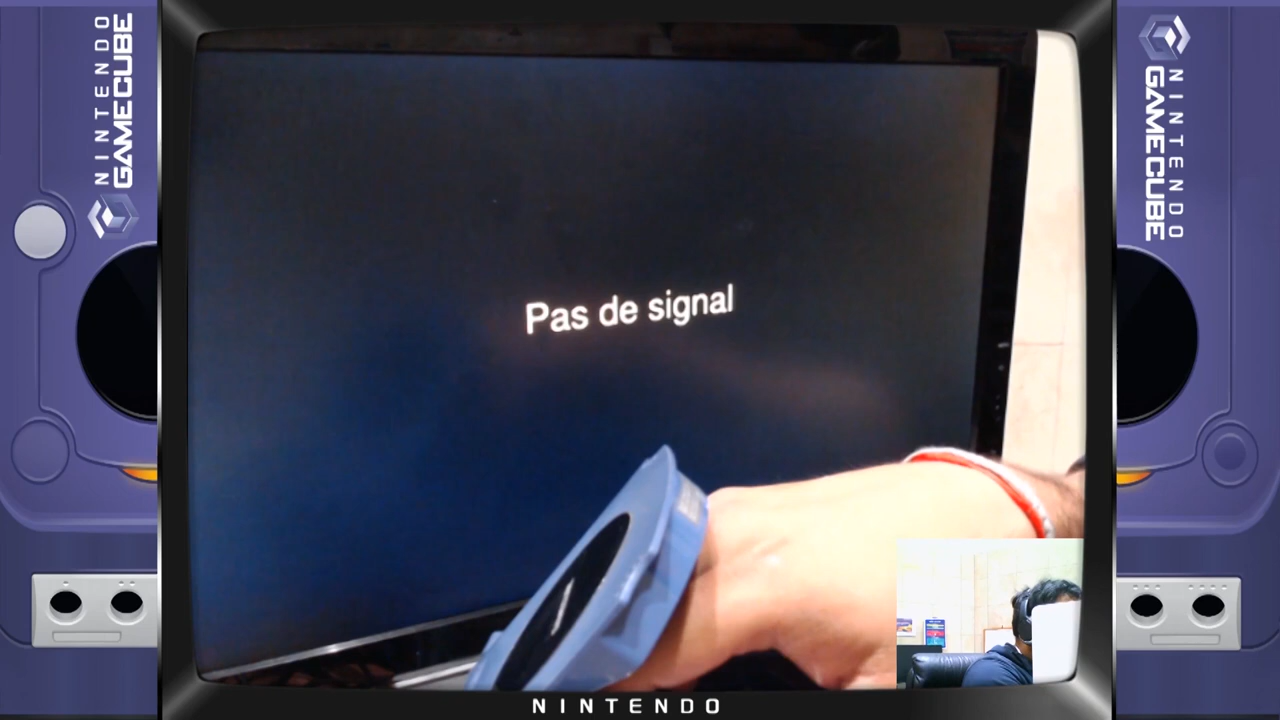 NINTENDO
GAMECUBE
Pas de signal
NINTENDO
GAMECUBE
NINTENDO